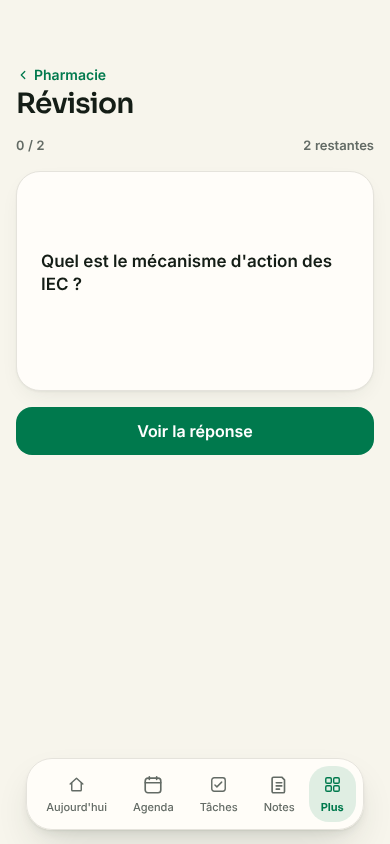 Pharmacie
Révision
0 / 2
2 restantes
Quel est le mécanisme d'action des
IEC ?
Voir la réponse
Aujourd'hui
Agenda
Tâches
Notes
Plus